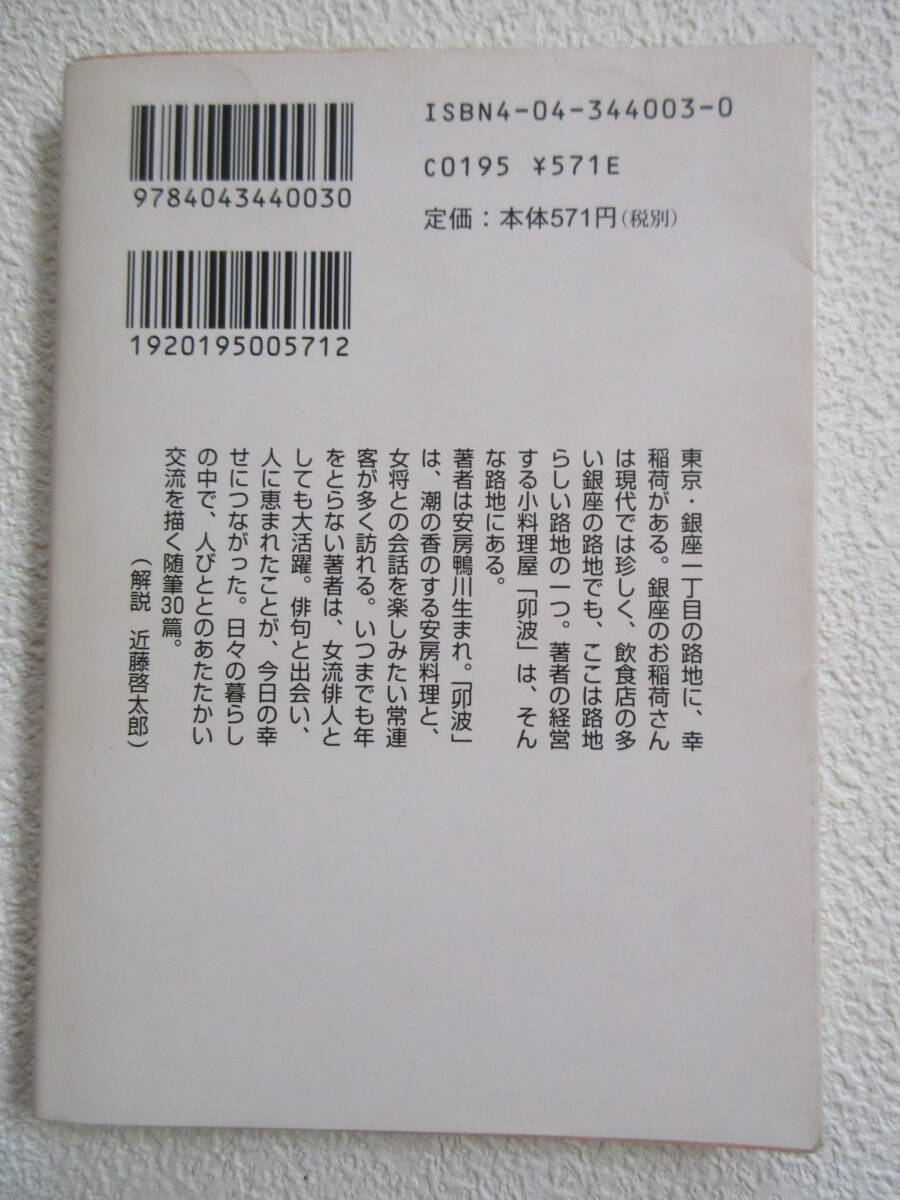 ISBN4-04-344003-0
C0195 ¥571E
定価：本体571円（税別）
9784043440030
1920195005712
東京・銀座一丁目の路地に、幸
稲荷がある。銀座のお稲荷さん
は現代では珍しく、飲食店の多
い銀座の路地でも、ここは路地
らしい路地の一つ。著者の経営
する小料理屋「卯波」は、そん
な路地にある。
著者は安房鴨川生まれ。「卯波」
は、潮の香のする安房料理と、
女将との会話を楽しみたい常連
客が多く訪れる。いつまでも年
をとらない著者は、女流俳人と
しても大活躍。俳句と出会い、
人に恵まれたことが、今日の幸
せにつながった。日々の暮らし
の中で、人びととのあたたかい
交流を描く随筆30篇。
（解説　近藤啓太郎）